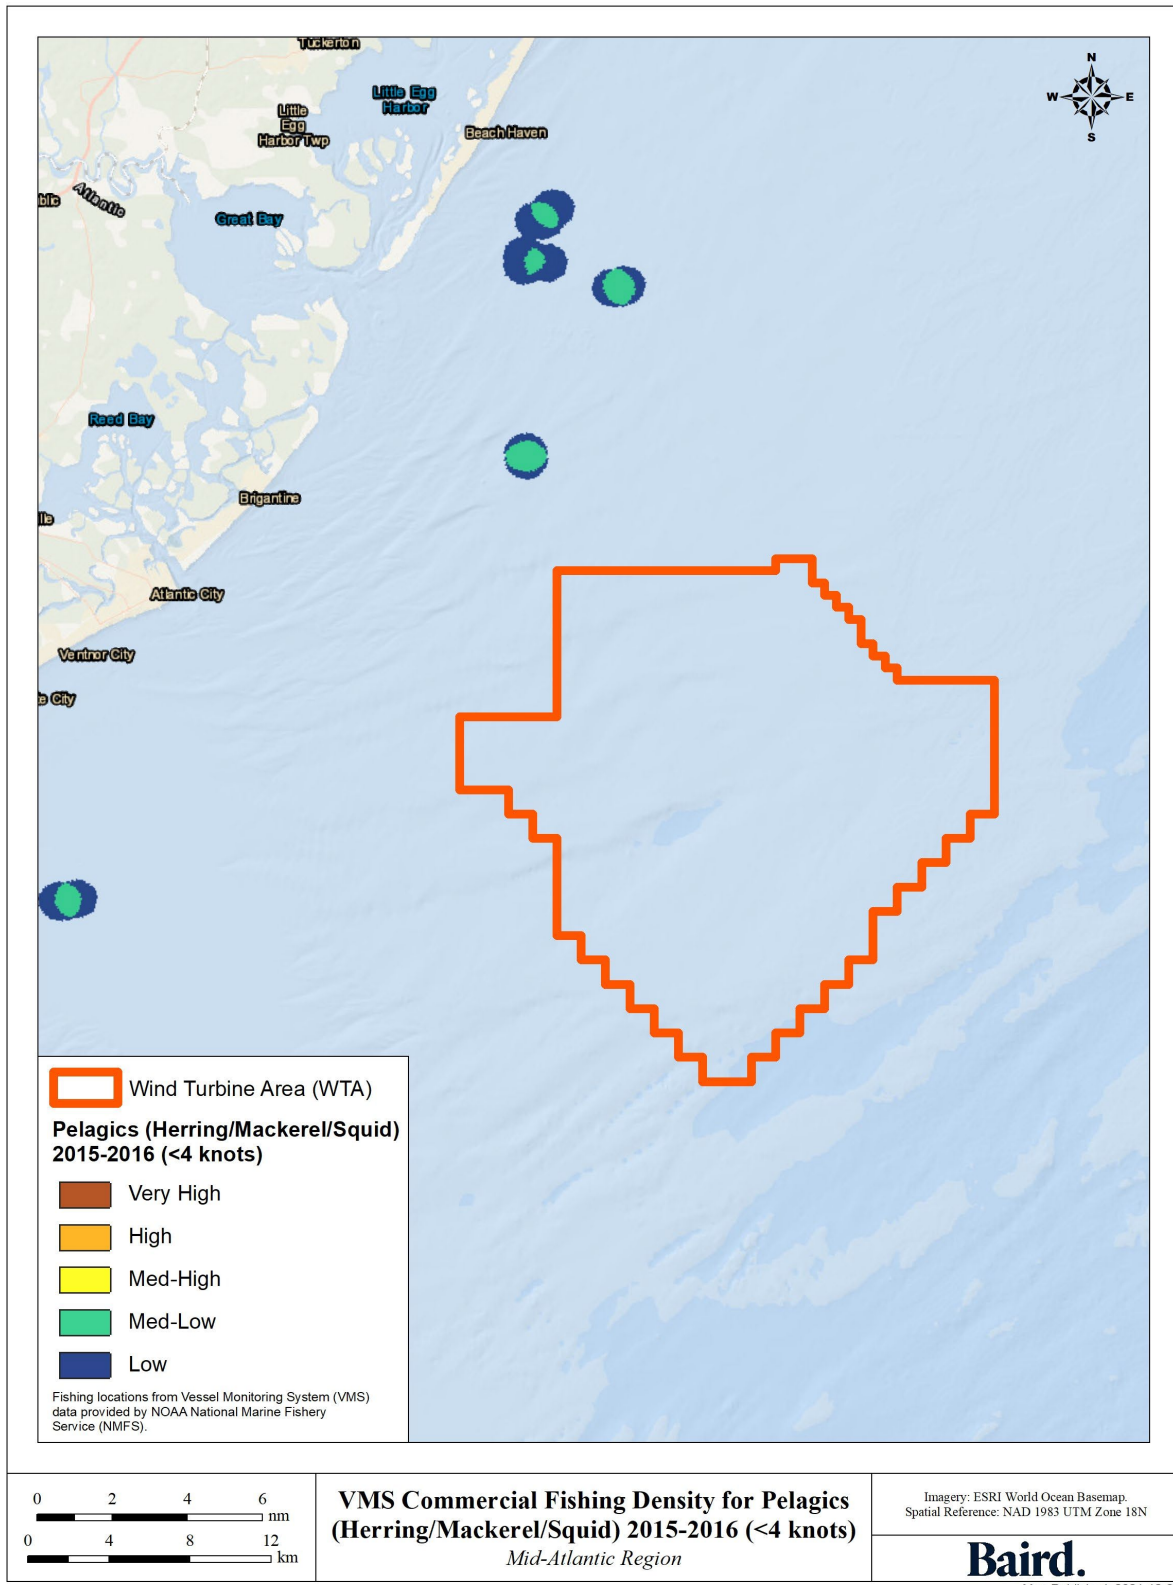 Tuckerton
Little Egg
Harbor
Little
Egg
Harbor Twp
Beach Haven
N
W
E
S
Atlantic
Great Bay
Reed Bay
Brigantine
Atlantic City
Ventnor City
City
Wind Turbine Area (WTA)
Pelagics (Herring/Mackerel/Squid)
2015-2016 (<4 knots)
Very High
High
Med-High
Med-Low
Low
Fishing locations from Vessel Monitoring System (VMS)
data provided by NOAA National Marine Fishery
Service (NMFS).
0 2 4 6
nm
0 4 8 12
km
VMS Commercial Fishing Density for Pelagics
(Herring/Mackerel/Squid) 2015-2016 (<4 knots)
Mid-Atlantic Region
Imagery: ESRI World Ocean Basemap.
Spatial Reference: NAD 1983 UTM Zone 18N
Baird.